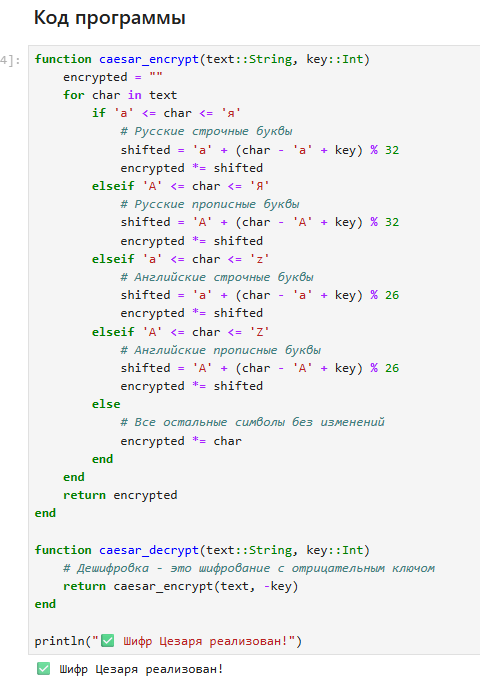 Код программы
4]:
function caesar_encrypt(text::String, key::Int)
    encrypted = ""
    for char in text
        if 'а' <= char <= 'я'
            # Русские строчные буквы
            shifted = 'а' + (char - 'а' + key) % 32
            encrypted *= shifted
        elseif 'А' <= char <= 'Я'
            # Русские прописные буквы
            shifted = 'А' + (char - 'А' + key) % 32
            encrypted *= shifted
        elseif 'a' <= char <= 'z'
            # Английские строчные буквы
            shifted = 'a' + (char - 'a' + key) % 26
            encrypted *= shifted
        elseif 'A' <= char <= 'Z'
            # Английские прописные буквы
            shifted = 'A' + (char - 'A' + key) % 26
            encrypted *= shifted
        else
            # Все остальные символы без изменений
            encrypted *= char
        end
    end
    return encrypted
end

function caesar_decrypt(text::String, key::Int)
    # Дешифровка - это шифрование с отрицательным ключом
    return caesar_encrypt(text, -key)
end

println("✅ Шифр Цезаря реализован!")
✅ Шифр Цезаря реализован!